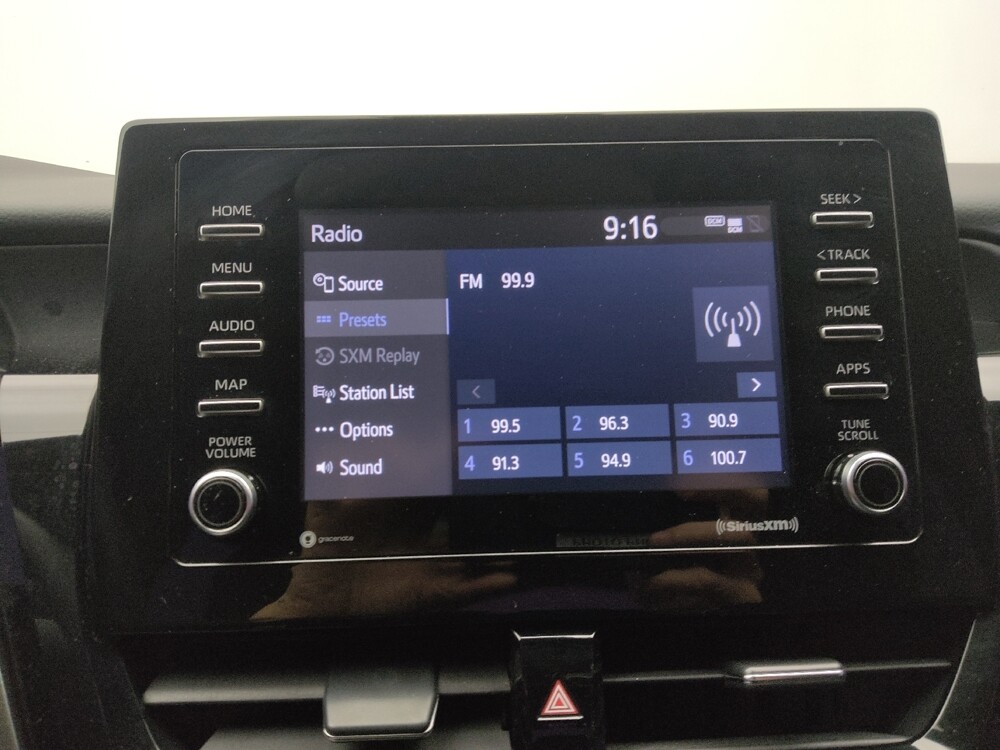 HOME
MENU
AUDIO
MAP
POWER
VOLUME
Radio
9:16
DCM
DCM
Source
Presets
SXM Replay
Station List
Options
Sound
FM 99.9
<
>
1 99.5
2 96.3
3 90.9
4 91.3
5 94.9
6 100.7
SEEK >
< TRACK
PHONE
APPS
TUNE
SCROLL
gracenote
((SiriusXM))